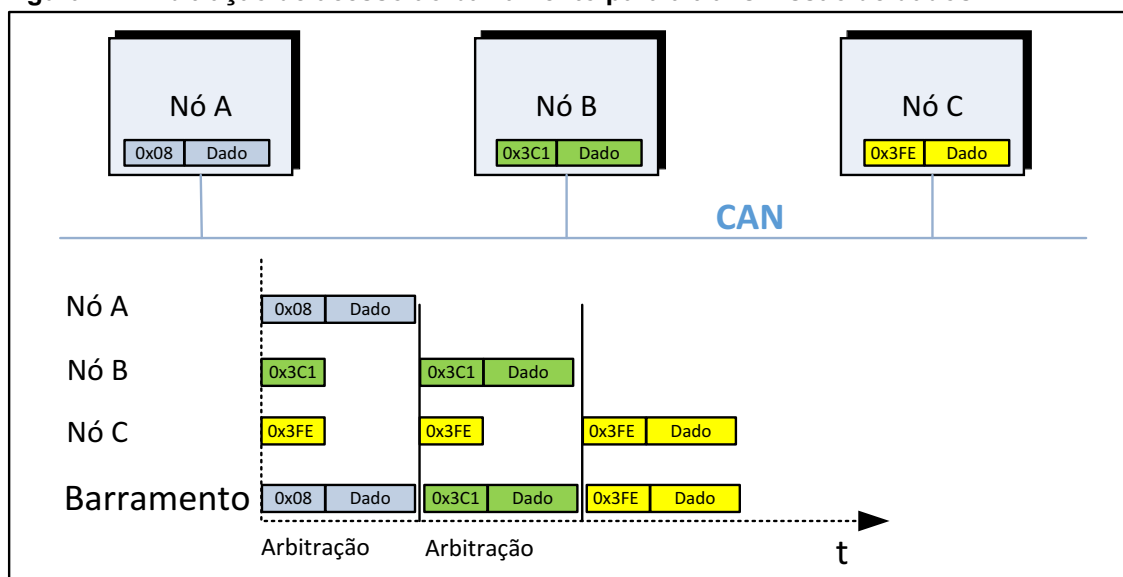 Nó A
Nó B
Nó C
0x08 Dado
0x3C1 Dado
0x3FE Dado
CAN
Nó A
0x08 Dado
Nó B
0x3C1
0x3C1 Dado
Nó C
0x3FE
0x3FE
0x3FE Dado
Barramento
0x08 Dado
0x3C1 Dado
0x3FE Dado
Arbitração
Arbitração
t